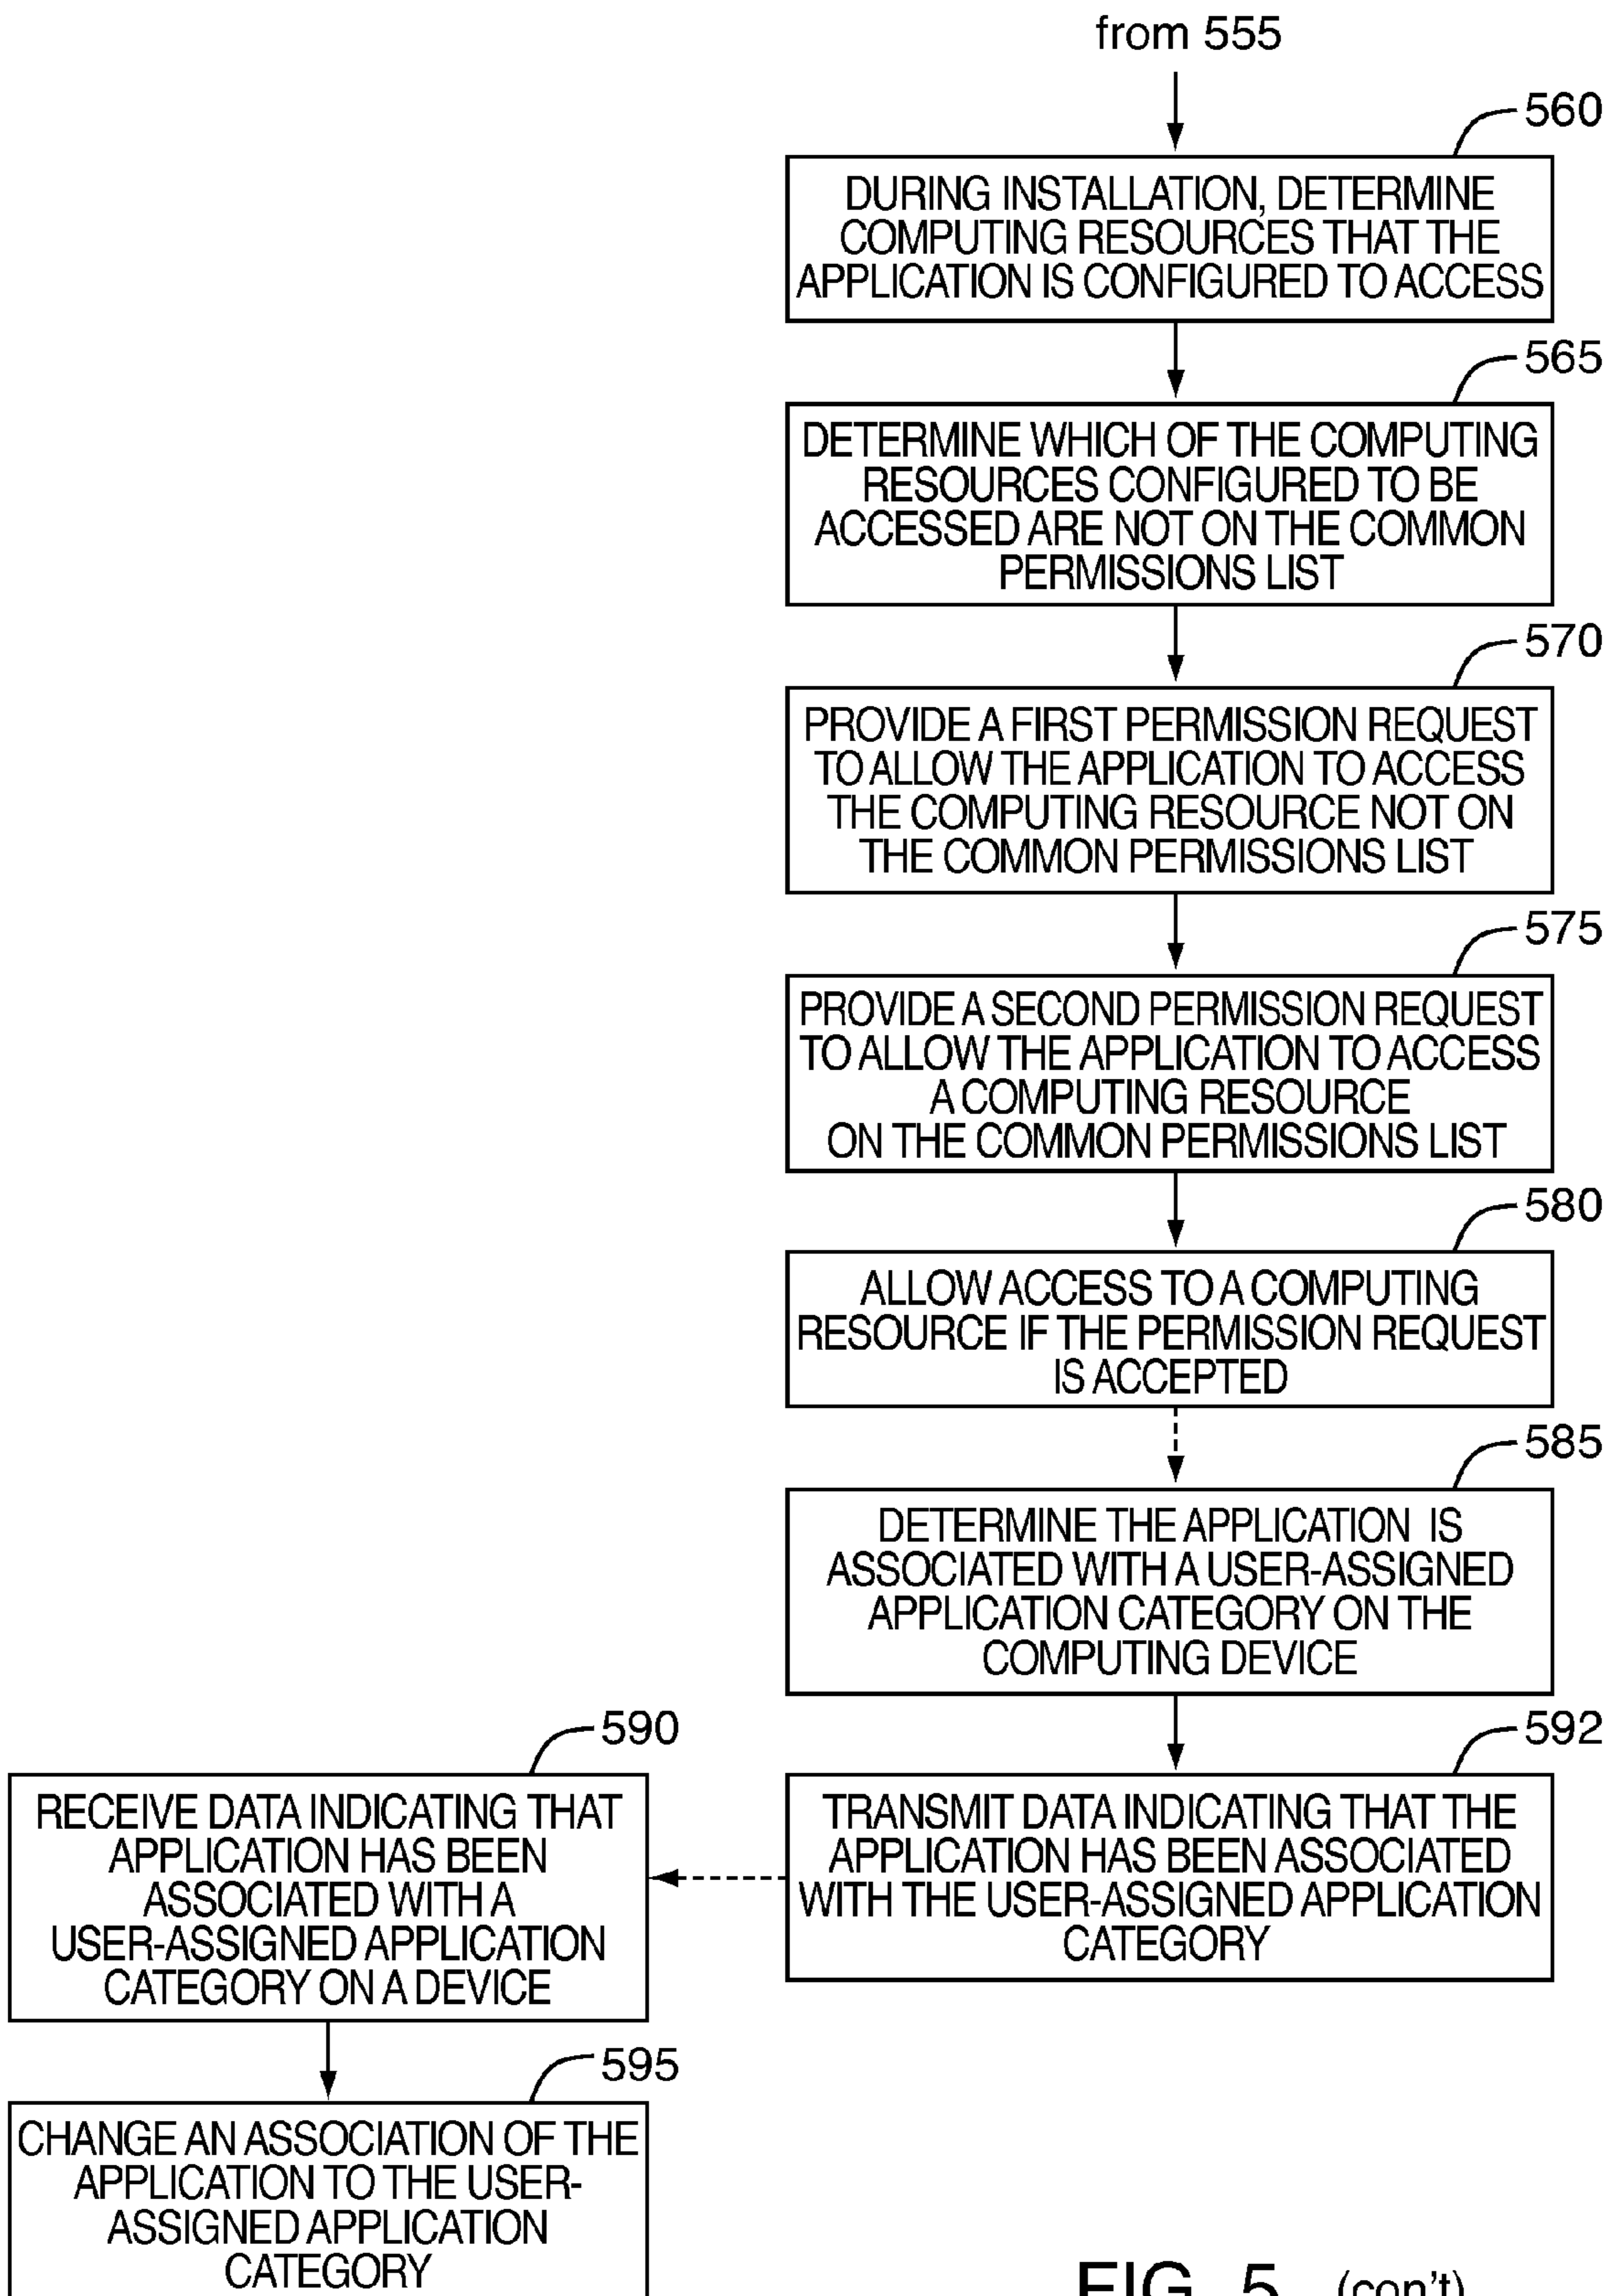 from 555
560
DURING INSTALLATION, DETERMINE
COMPUTING RESOURCES THAT THE
APPLICATION IS CONFIGURED TO ACCESS
565
DETERMINE WHICH OF THE COMPUTING
RESOURCES CONFIGURED TO BE
ACCESSED ARE NOT ON THE COMMON
PERMISSIONS LIST
570
PROVIDE A FIRST PERMISSION REQUEST
TO ALLOW THE APPLICATION TO ACCESS
THE COMPUTING RESOURCE NOT ON
THE COMMON PERMISSIONS LIST
575
PROVIDE A SECOND PERMISSION REQUEST
TO ALLOW THE APPLICATION TO ACCESS
A COMPUTING RESOURCE
ON THE COMMON PERMISSIONS LIST
580
ALLOW ACCESS TO A COMPUTING
RESOURCE IF THE PERMISSION REQUEST
IS ACCEPTED
585
DETERMINE THE APPLICATION IS
ASSOCIATED WITH A USER-ASSIGNED
APPLICATION CATEGORY ON THE
COMPUTING DEVICE
592
TRANSMIT DATA INDICATING THAT THE
APPLICATION HAS BEEN ASSOCIATED
WITH THE USER-ASSIGNED APPLICATION
CATEGORY
590
RECEIVE DATA INDICATING THAT
APPLICATION HAS BEEN
ASSOCIATED WITH A
USER-ASSIGNED APPLICATION
CATEGORY ON A DEVICE
595
CHANGE AN ASSOCIATION OF THE
APPLICATION TO THE USER-
ASSIGNED APPLICATION
CATEGORY
FIG. 5 (con't)